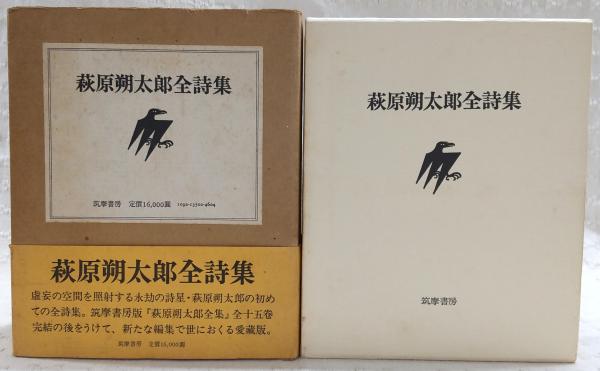 萩原朔太郎全詩集
筑摩書房 定價16,000圓 1092-13500-4604
萩原朔太郎全詩集
虚妄の空間を照射する永劫の詩星・萩原朔太郎の初め
ての全詩集。筑摩書房版『萩原朔太郎全集』全十五巻
完結の後をうけて、新たな編集で世におくる愛蔵版。
筑摩書房 定價16,000圓
萩原朔太郎全詩集
筑摩書房